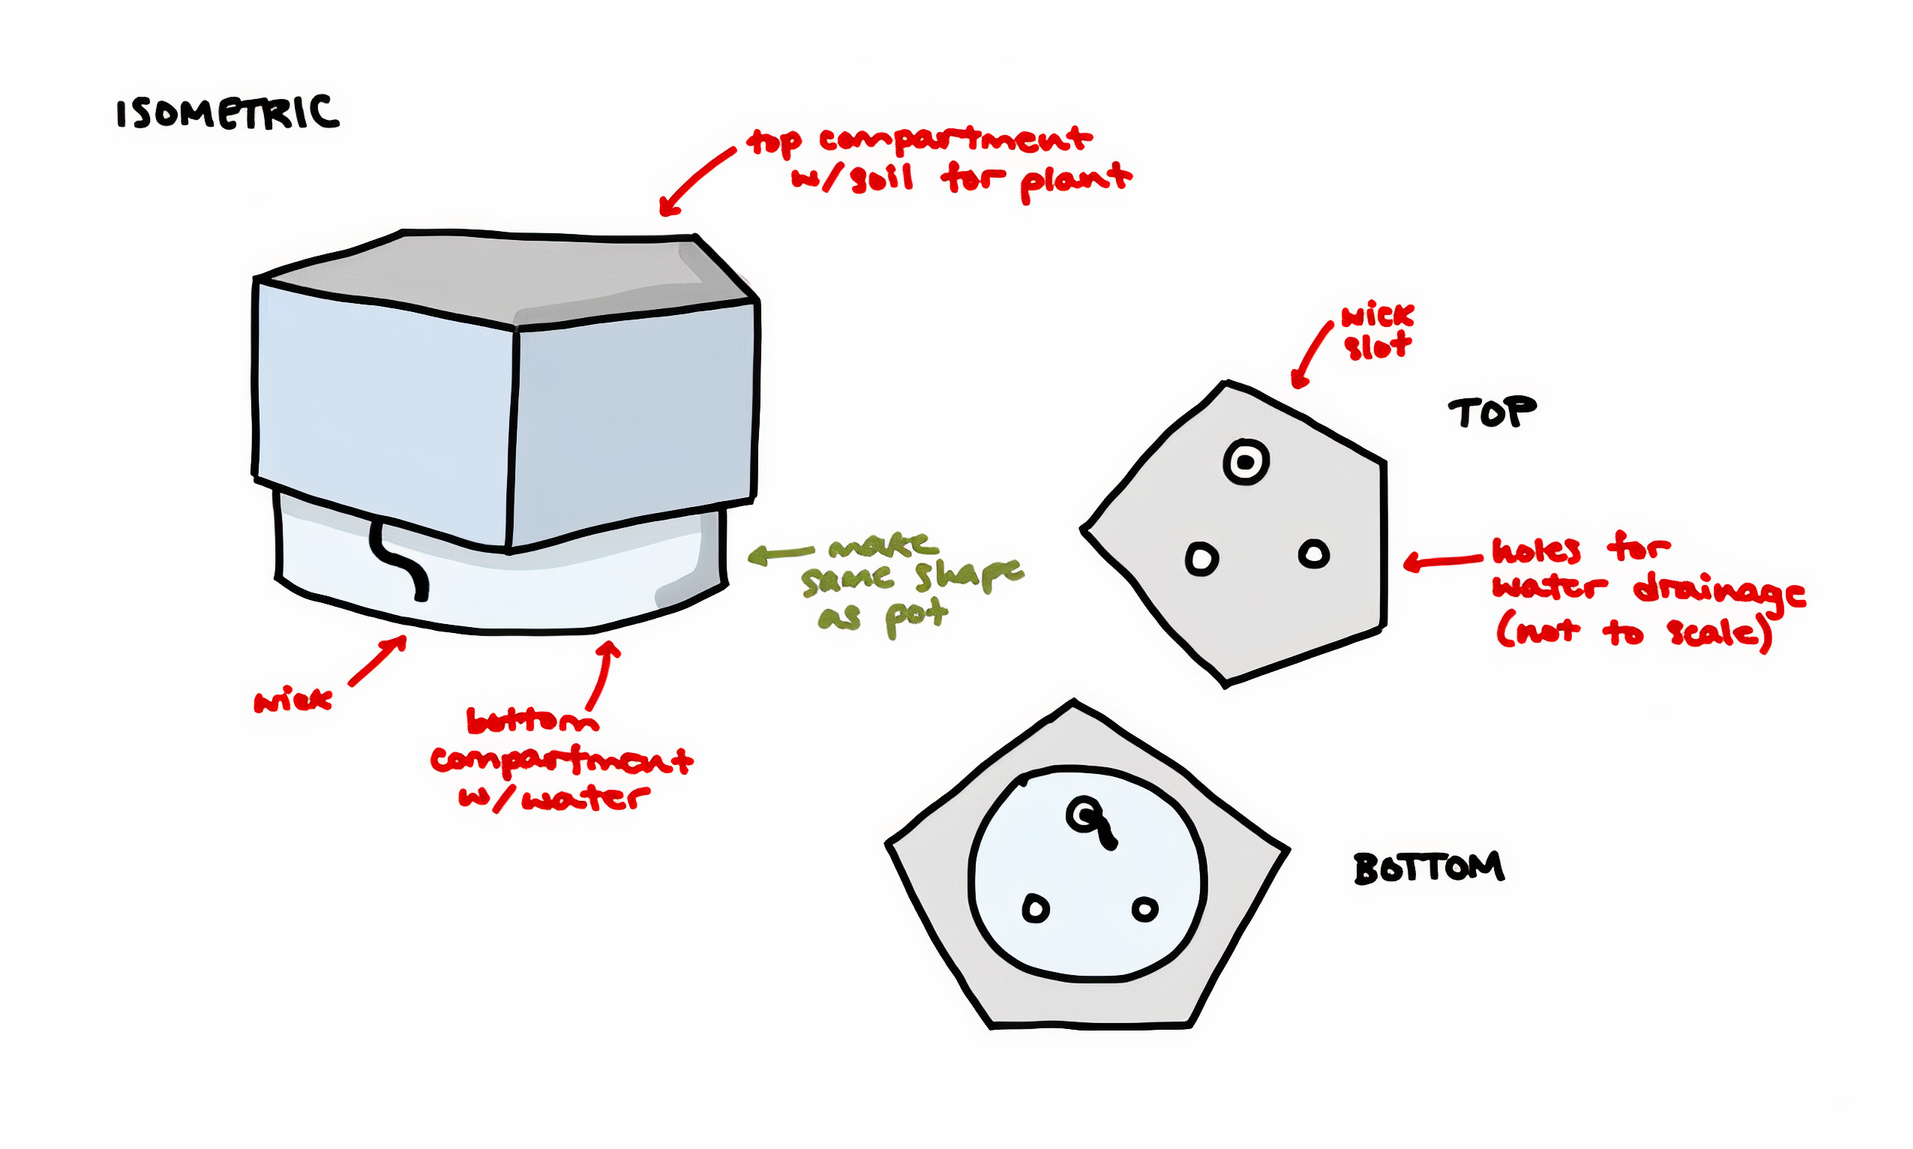 ISOMETRIC
top compartment
w/soil for plant
wick
slot
TOP
make
same shape
as pot
holes for
water drainage
(not to scale)
wick
bottom
compartment
w/water
BOTTOM